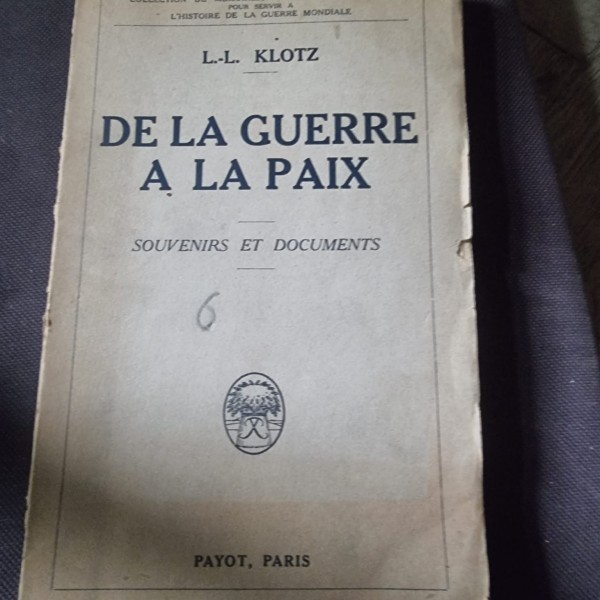 POUR SERVIR A
L'HISTOIRE DE LA GUERRE MONDIALE
L.-L. KLOTZ
DE LA GUERRE
A LA PAIX
SOUVENIRS ET DOCUMENTS
6
PAYOT, PARIS